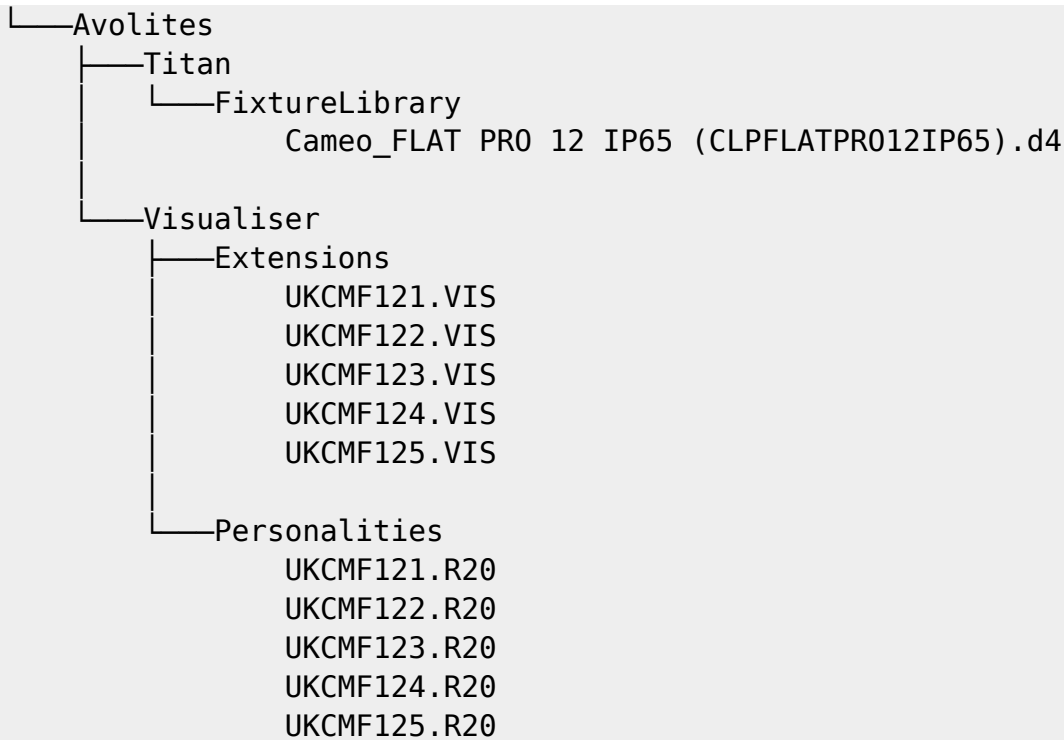 └───Avolites
    ├───Titan
    │   └───FixtureLibrary
    │           Cameo_FLAT PRO 12 IP65 (CLPFLATPRO12IP65).d4
    │
    └───Visualiser
        ├───Extensions
        │       UKCMF121.VIS
        │       UKCMF122.VIS
        │       UKCMF123.VIS
        │       UKCMF124.VIS
        │       UKCMF125.VIS
        │
        └───Personalities
                UKCMF121.R20
                UKCMF122.R20
                UKCMF123.R20
                UKCMF124.R20
                UKCMF125.R20